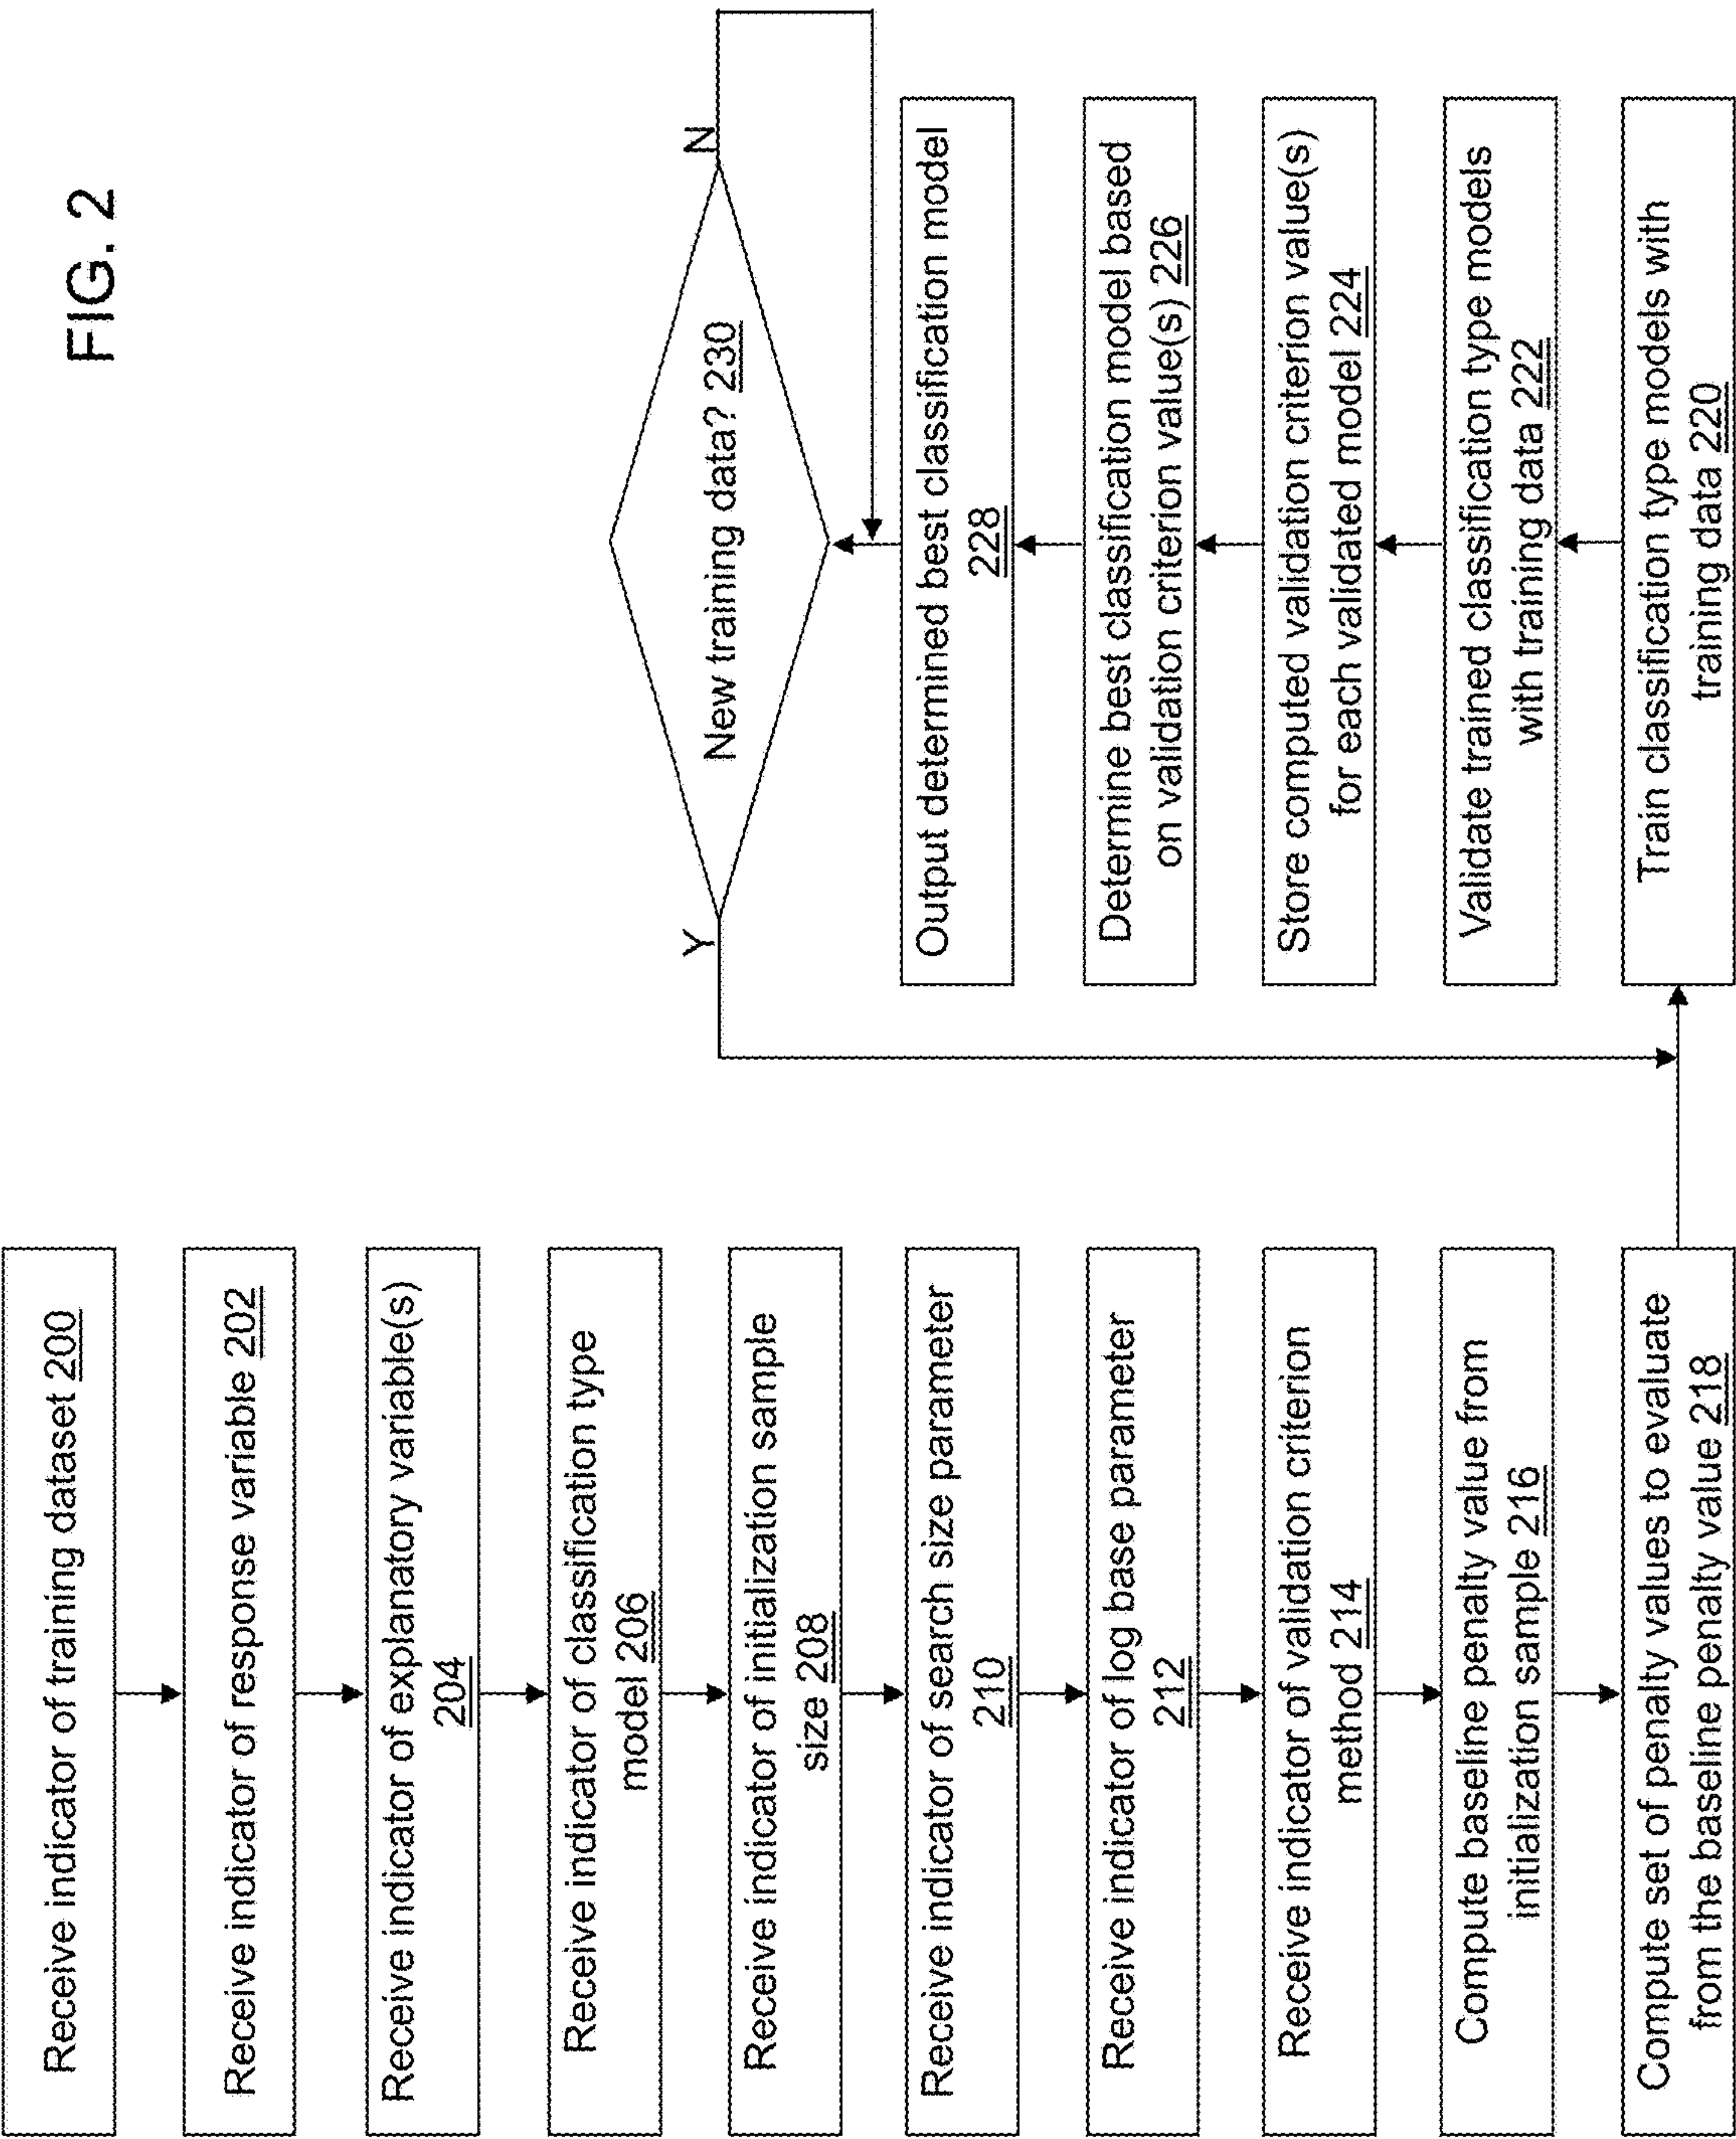 FIG. 2
Receive indicator of training dataset 200
Receive indicator of response variable 202
Receive indicator of explanatory variable(s)
204
Receive indicator of classification type
model 206
Receive indicator of initialization sample
size 208
Receive indicator of search size parameter
210
Receive indicator of log base parameter
212
Receive indicator of validation criterion
method 214
Compute baseline penalty value from
initialization sample 216
Compute set of penalty values to evaluate
from the baseline penalty value 218
Train classification type models with
training data 220
Validate trained classification type models
with training data 222
Store computed validation criterion value(s)
for each validated model 224
Determine best classification model based
on validation criterion value(s) 226
Output determined best classification model
228
New training data? 230
Y
N